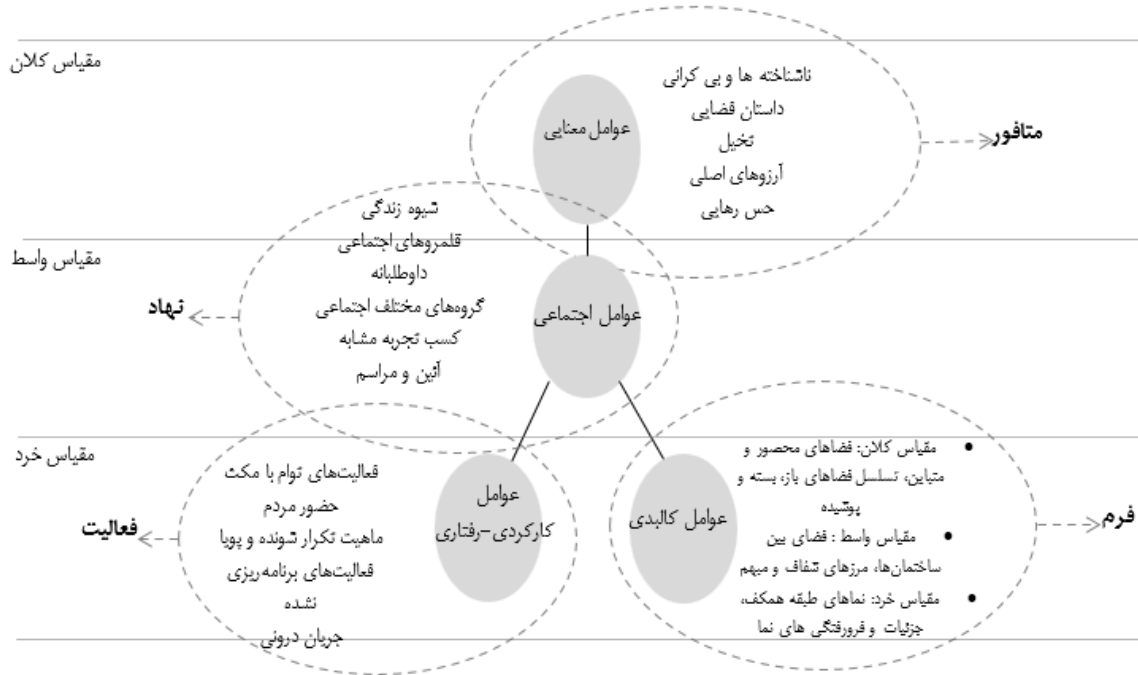 مقیاس کلان
ناشناخته ها و بی کرانی
داستان فضایی
تخیل
آرزوهای اصلی
حس رهایی
عوامل معنایی
متافور
مقیاس واسط
شیوه زندگی
قلمروهای اجتماعی
داوطلبانه
گروه‌های مختلف اجتماعی
کسب تجربه مشابه
آئین و مراسم
عوامل اجتماعی
نهاد
مقیاس خرد
مقیاس کلان: فضاهای محصور و
متباین، تسلسل فضاهای باز، بسته و
پوشیده
مقیاس واسط : فضای بین
ساختمان‌ها، مرزهای شفاف و مبهم
مقیاس خرد: نماهای طبقه همکف،
جزئیات و فرورفتگی های نما
عوامل کالبدی
فرم
عوامل
کارکردی-رفتاری
فعالیت‌های توام با مکث
حضور مردم
ماهیت تکرار شونده و پویا
فعالیت‌های برنامه‌ریزی
نشده
جریان درونی
فعالیت